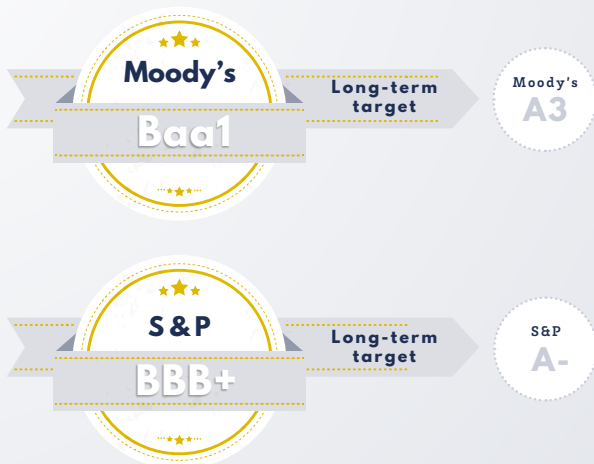 Moody's
Baa1
Long-term
target
Moody's
A3
S&P
BBB+
Long-term
target
S&P
A-